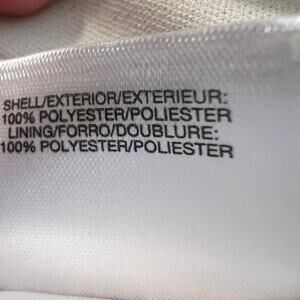 SHELL/EXTERIOR/EXTERIEUR:
100% POLYESTER/POLIESTER
LINING/FORRO/DOUBLURE:
100% POLYESTER/POLIESTER